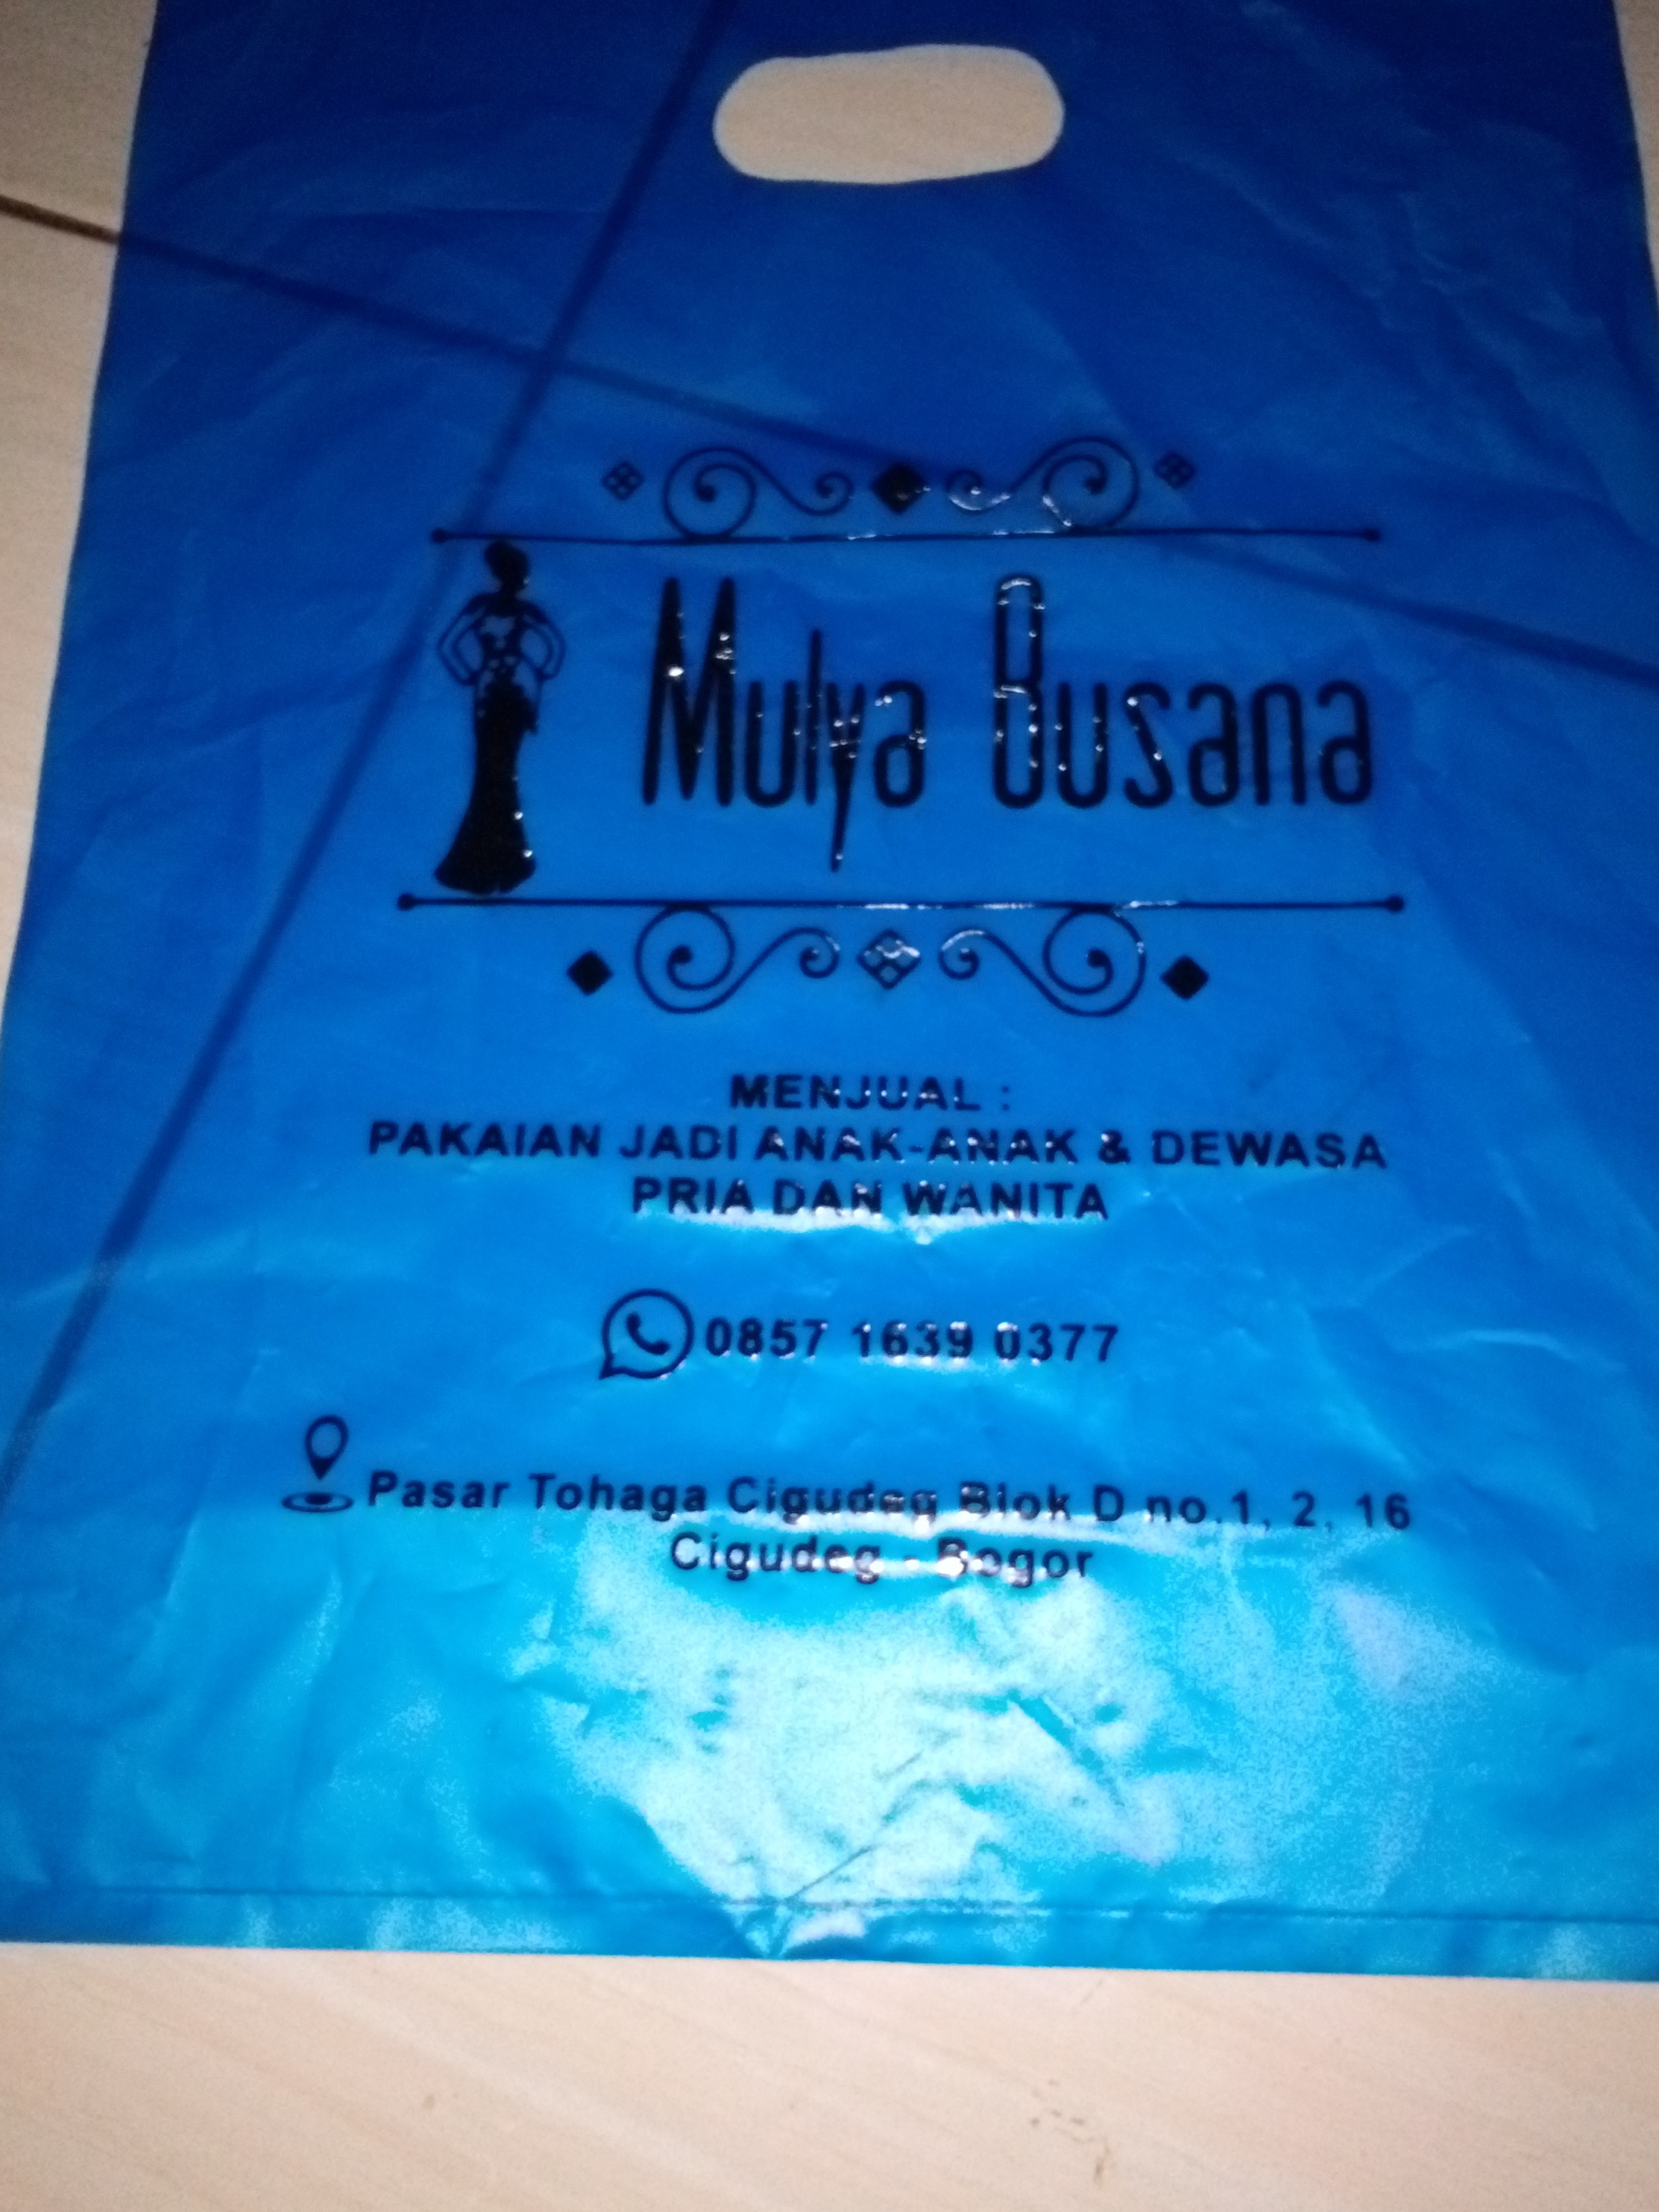 Mulya Busana
MENJUAL :
PAKAIAN JADI ANAK-ANAK & DEWASA
PRIA DAN WANITA
0857 1639 0377
Pasar Tohaga Cigudeg Blok D no.1, 2, 16
Cigudeg - Bogor